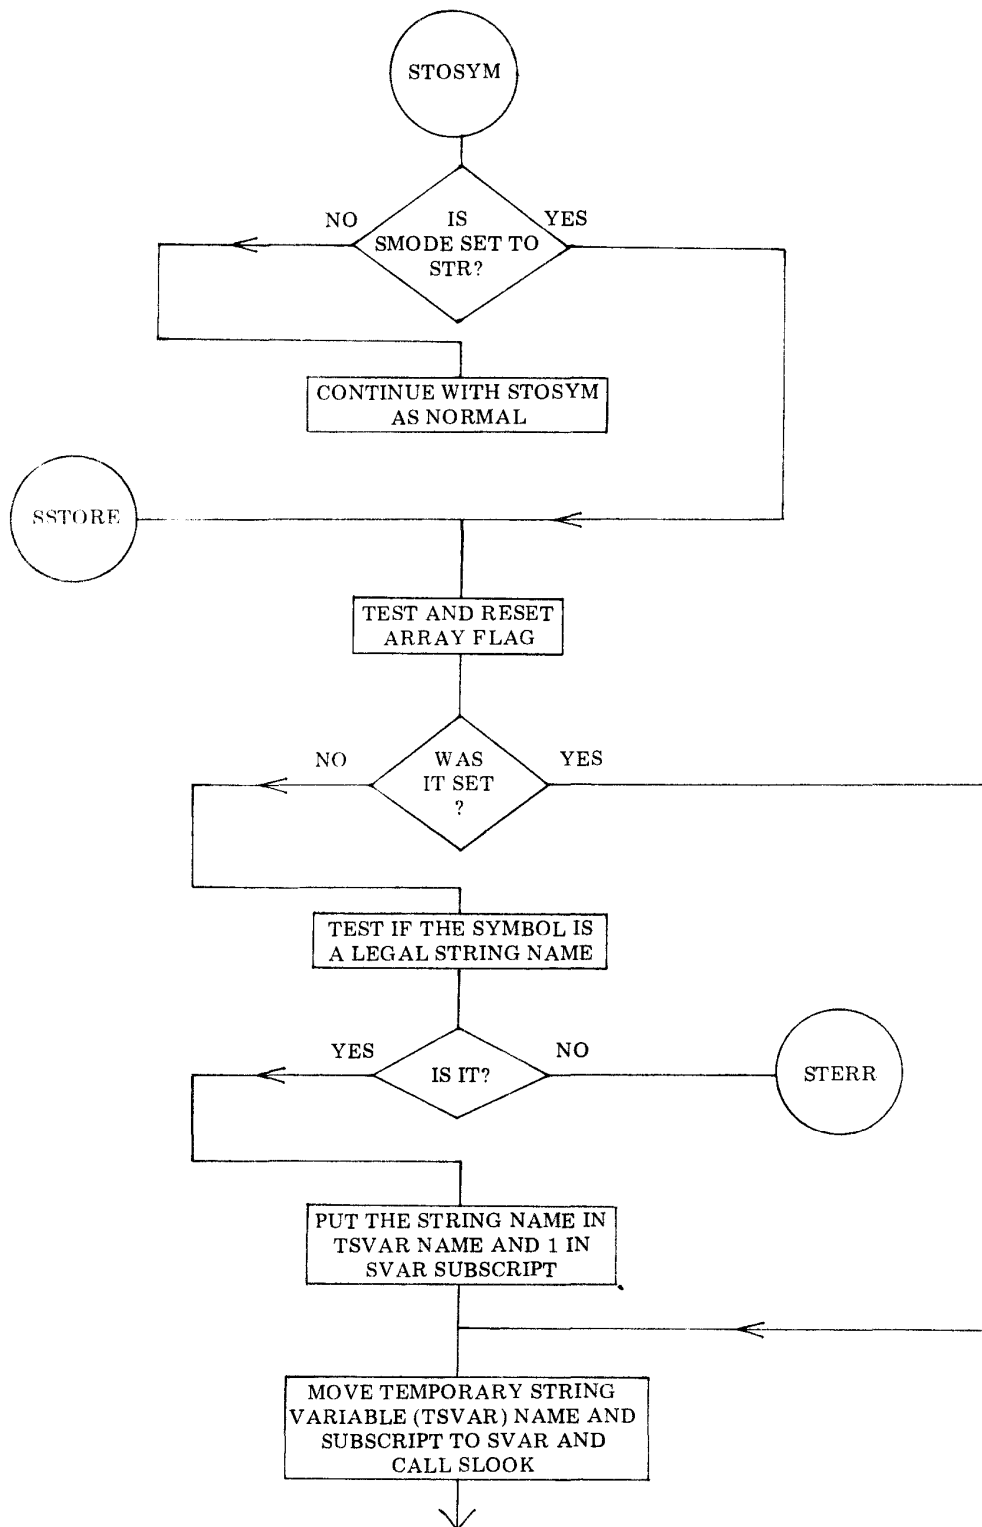 STOSYM
NO
YES
IS
SMODE SET TO
STR?
CONTINUE WITH STOSYM
AS NORMAL
SSTORE
TEST AND RESET
ARRAY FLAG
NO
YES
WAS
IT SET
?
TEST IF THE SYMBOL IS
A LEGAL STRING NAME
YES
NO
IS IT?
STERR
PUT THE STRING NAME IN
TSVAR NAME AND 1 IN
SVAR SUBSCRIPT
MOVE TEMPORARY STRING
VARIABLE (TSVAR) NAME AND
SUBSCRIPT TO SVAR AND
CALL SLOOK